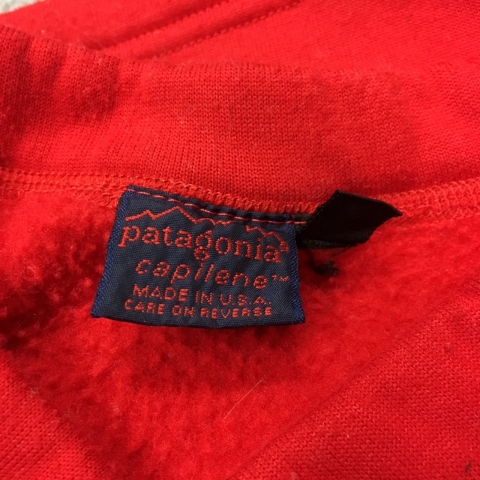 patagonia®
capilene™
MADE IN U.S.A.
CARE ON REVERSE